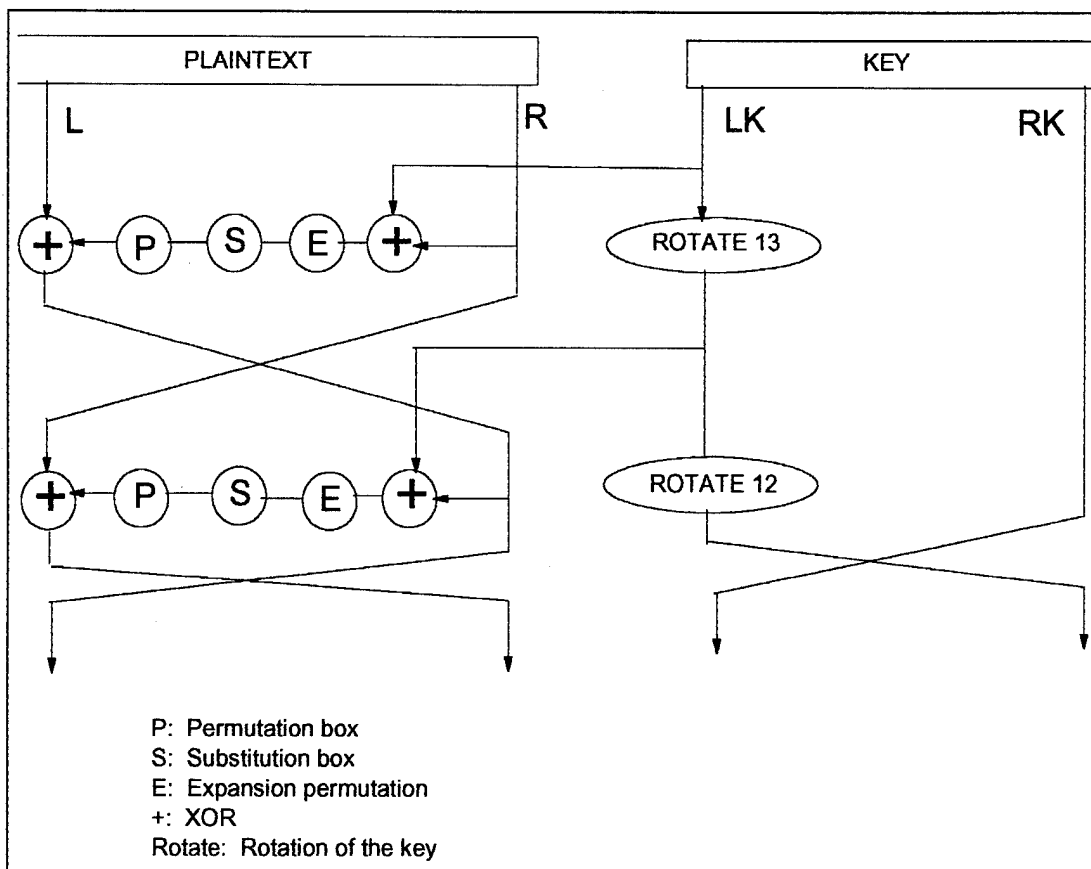 PLAINTEXT
KEY
L
R
LK
RK
+
P
S
E
+
ROTATE 13
+
P
S
E
+
ROTATE 12
P: Permutation box
S: Substitution box
E: Expansion permutation
+: XOR
Rotate: Rotation of the key